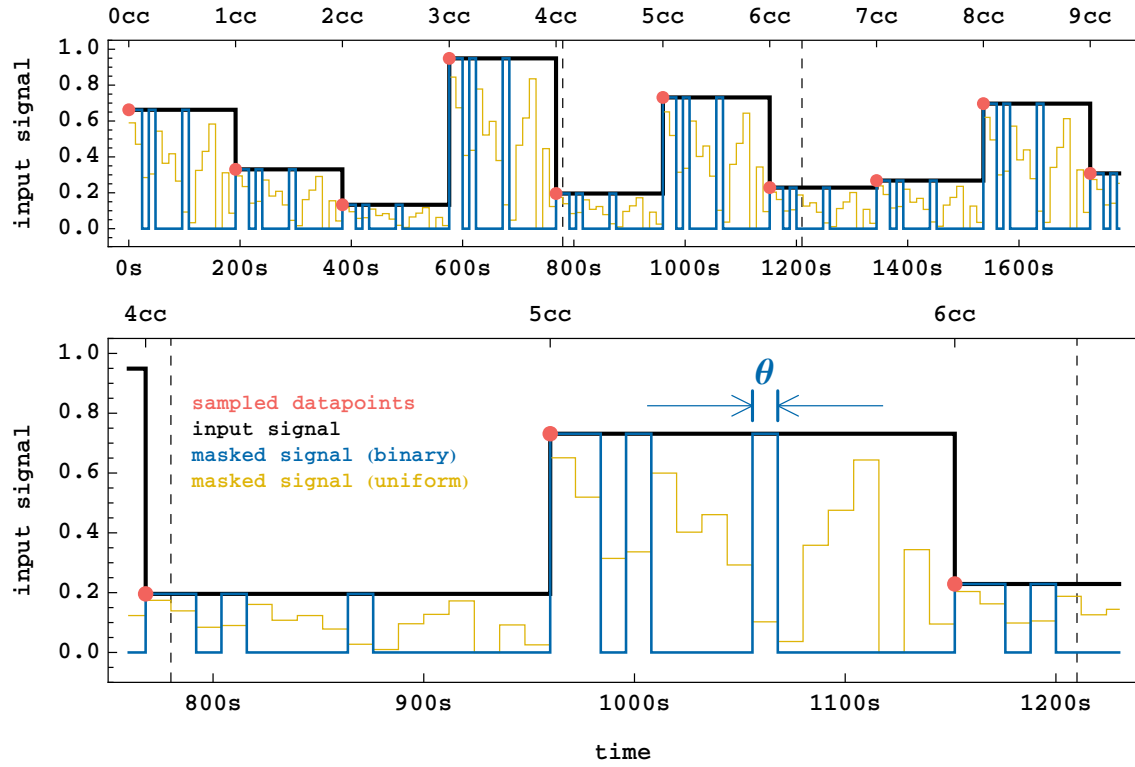 0cc 1cc 2cc 3cc 4cc 5cc 6cc 7cc 8cc 9cc
1.0
0.8
0.6
0.4
0.2
0.0
input signal
0s 200s 400s 600s 800s 1000s 1200s 1400s 1600s
4cc 5cc 6cc
1.0
0.8
0.6
0.4
0.2
0.0
input signal
θ
sampled datapoints
input signal
masked signal (binary)
masked signal (uniform)
800s 900s 1000s 1100s 1200s
time